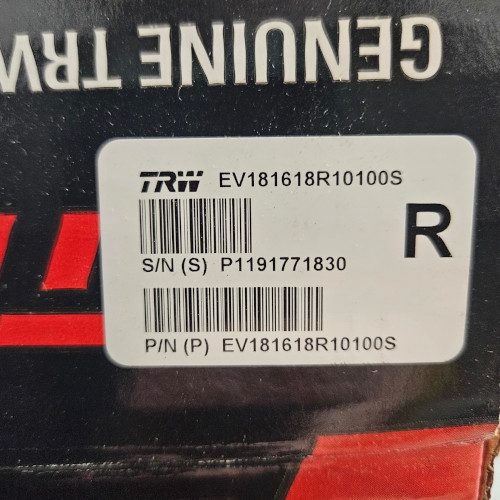 GENUINE TRW
TRW EV181618R10100S
R
S/N (S) P1191771830
P/N (P) EV181618R10100S